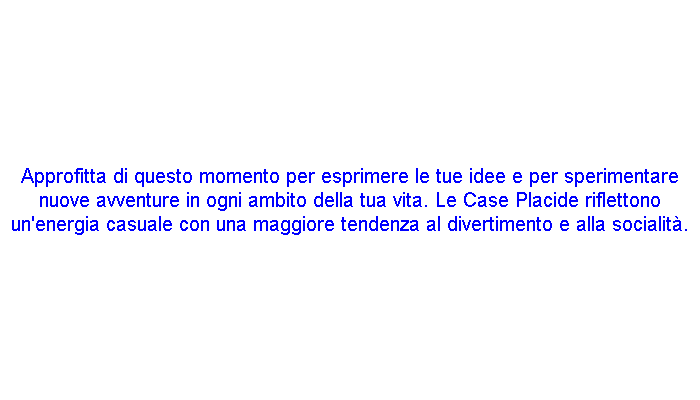 Approfitta di questo momento per esprimere le tue idee e per sperimentare
nuove avventure in ogni ambito della tua vita. Le Case Placide riflettono
un'energia casuale con una maggiore tendenza al divertimento e alla socialità.